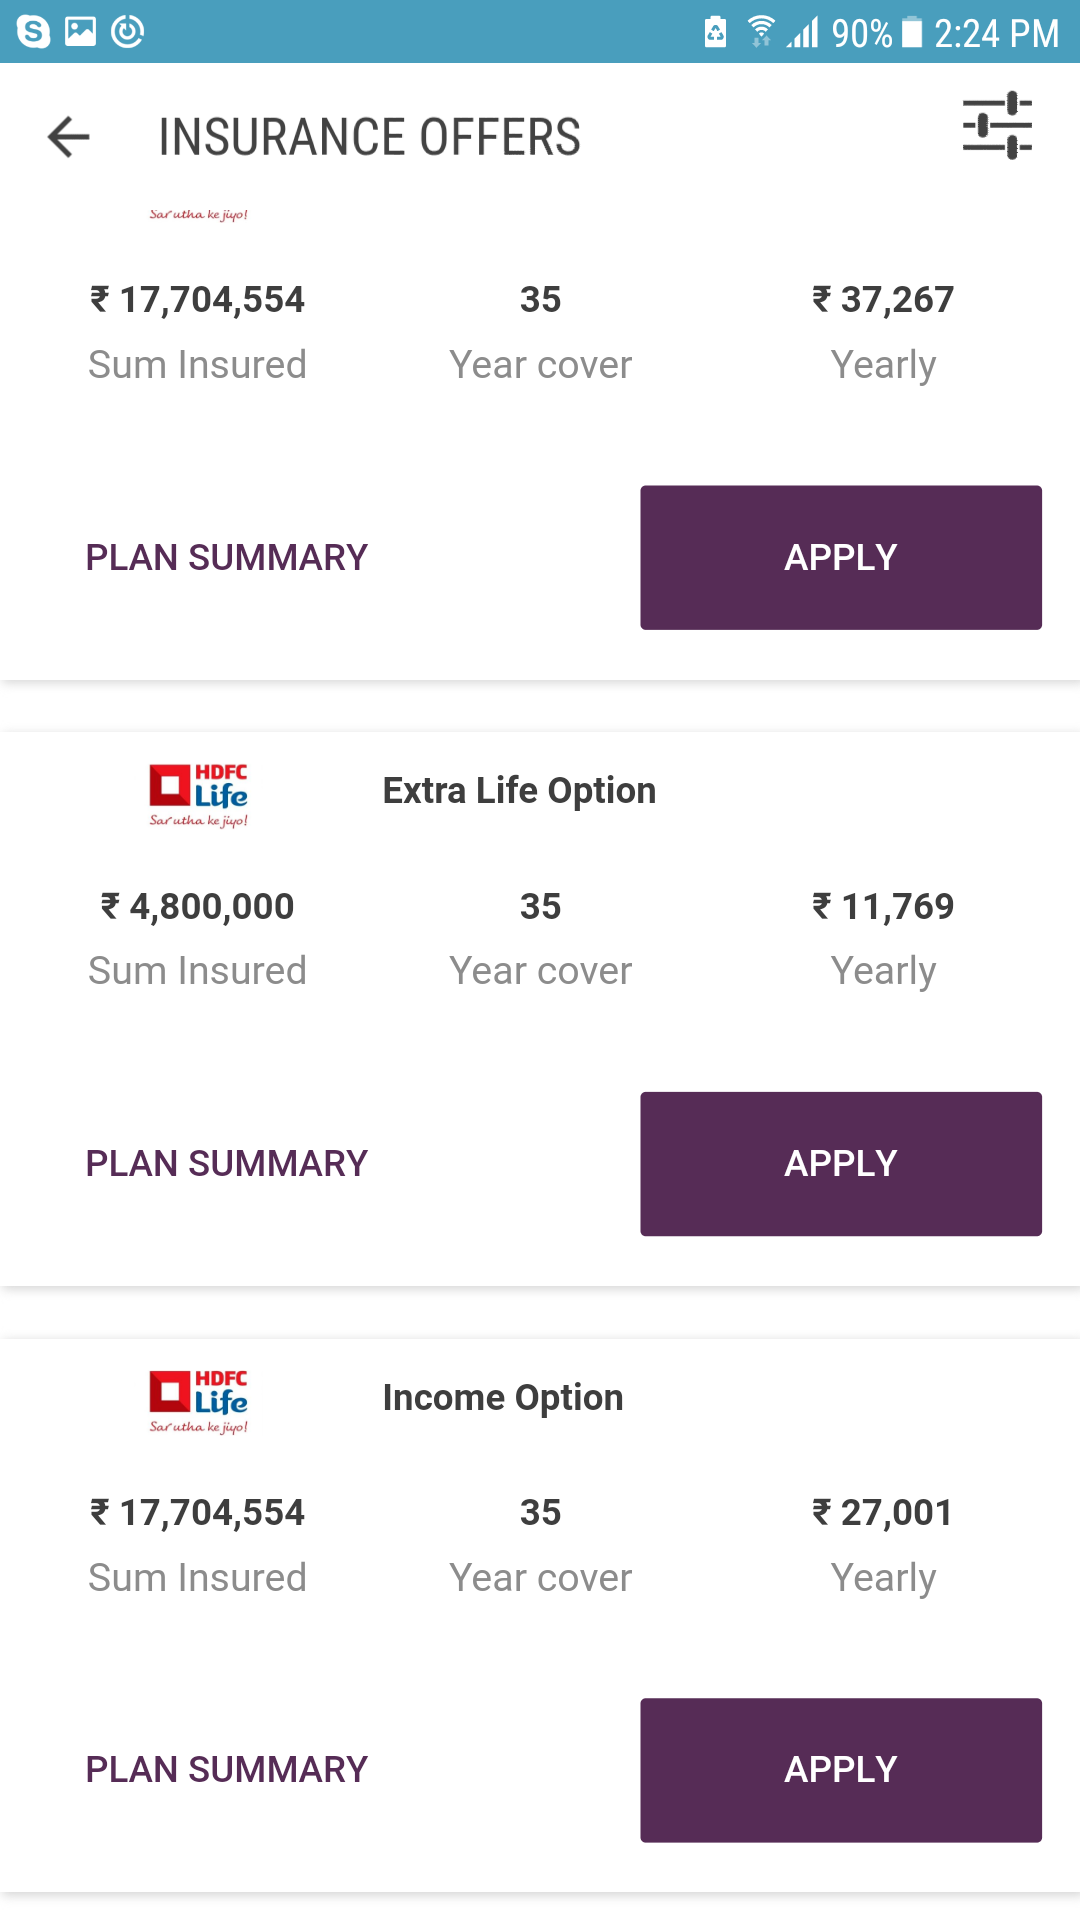 90% 2:24 PM
INSURANCE OFFERS
Sar utha ke jiyo!
₹ 17,704,554 35 ₹ 37,267
Sum Insured Year cover Yearly
PLAN SUMMARY APPLY
HDFC
Life
Sar utha ke jiyo!
Extra Life Option
₹ 4,800,000 35 ₹ 11,769
Sum Insured Year cover Yearly
PLAN SUMMARY APPLY
HDFC
Life
Sar utha ke jiyo!
Income Option
₹ 17,704,554 35 ₹ 27,001
Sum Insured Year cover Yearly
PLAN SUMMARY APPLY